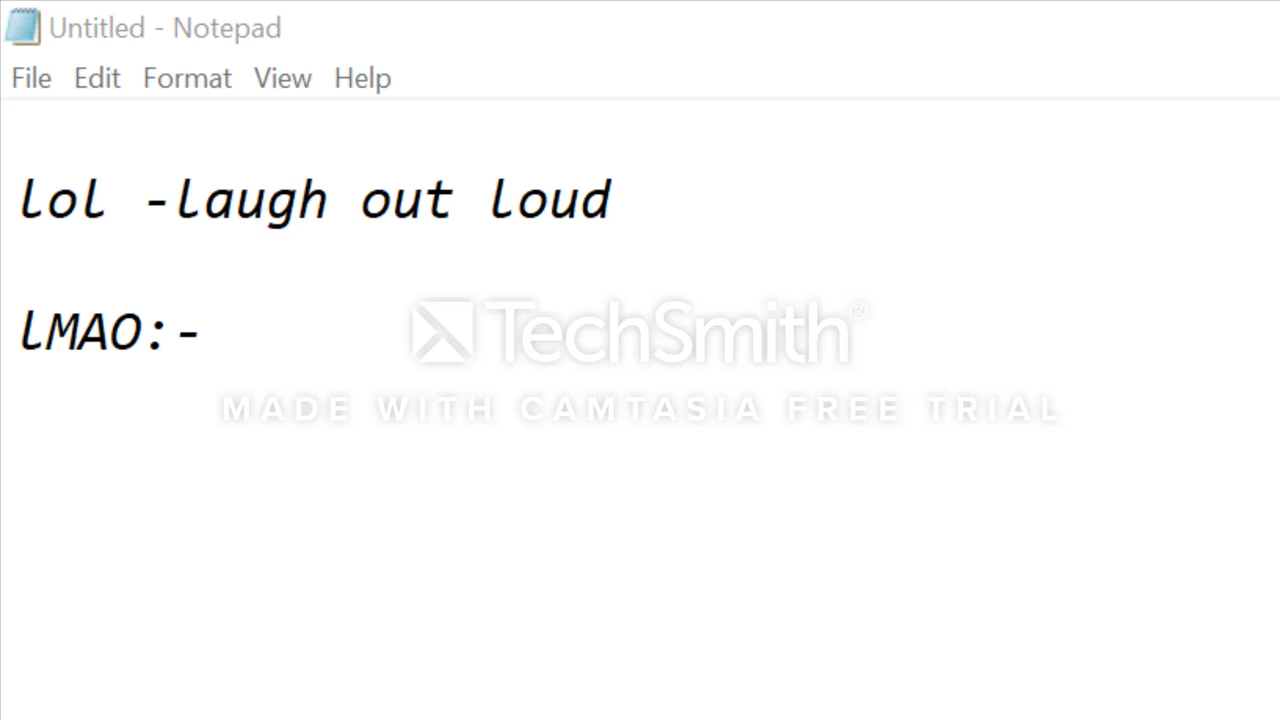 Untitled - Notepad
File Edit Format View Help
lol -laugh out loud
lMAO:-
TechSmith®
MADE WITH CAMTASIA FREE TRIAL